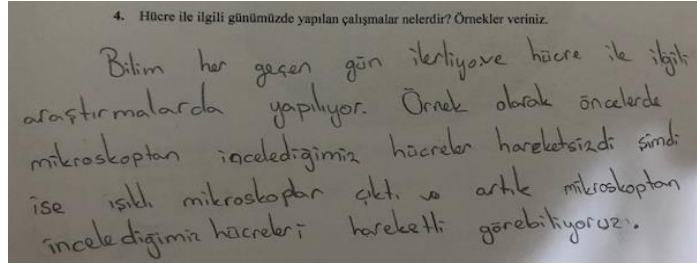 4. Hücre ile ilgili günümüzde yapılan çalışmalar nelerdir? Örnekler veriniz.
Bilim her geçen gün ilerliyo.ve hücre ile ilgili
araştırmalarda yapılıyor. Örnek olarak öncelerde
mikroskoptan incelediğimiz hücreler hareketsizdi şimdi
ise ışıklı mikroskoplar çıktı ve artık mikroskoptan
incelediğimiz hücreleri hareketli görebiliyoruz.